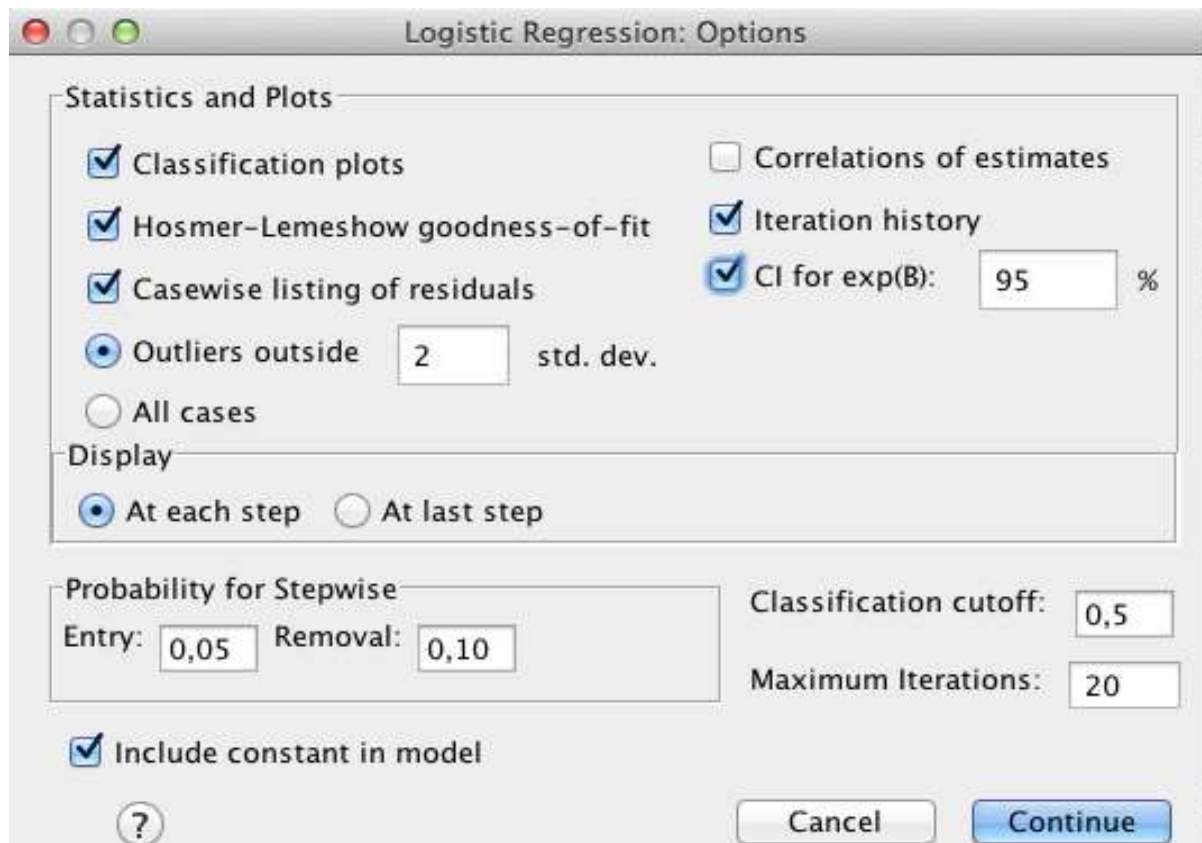 Logistic Regression: Options
Statistics and Plots
Classification plots
Correlations of estimates
Hosmer-Lemeshow goodness-of-fit
Iteration history
Casewise listing of residuals
CI for exp(B): 95 %
Outliers outside 2 std. dev.
All cases
Display
At each step At last step
Probability for Stepwise
Entry: 0,05 Removal: 0,10
Classification cutoff: 0,5
Maximum Iterations: 20
Include constant in model
?
Cancel Continue